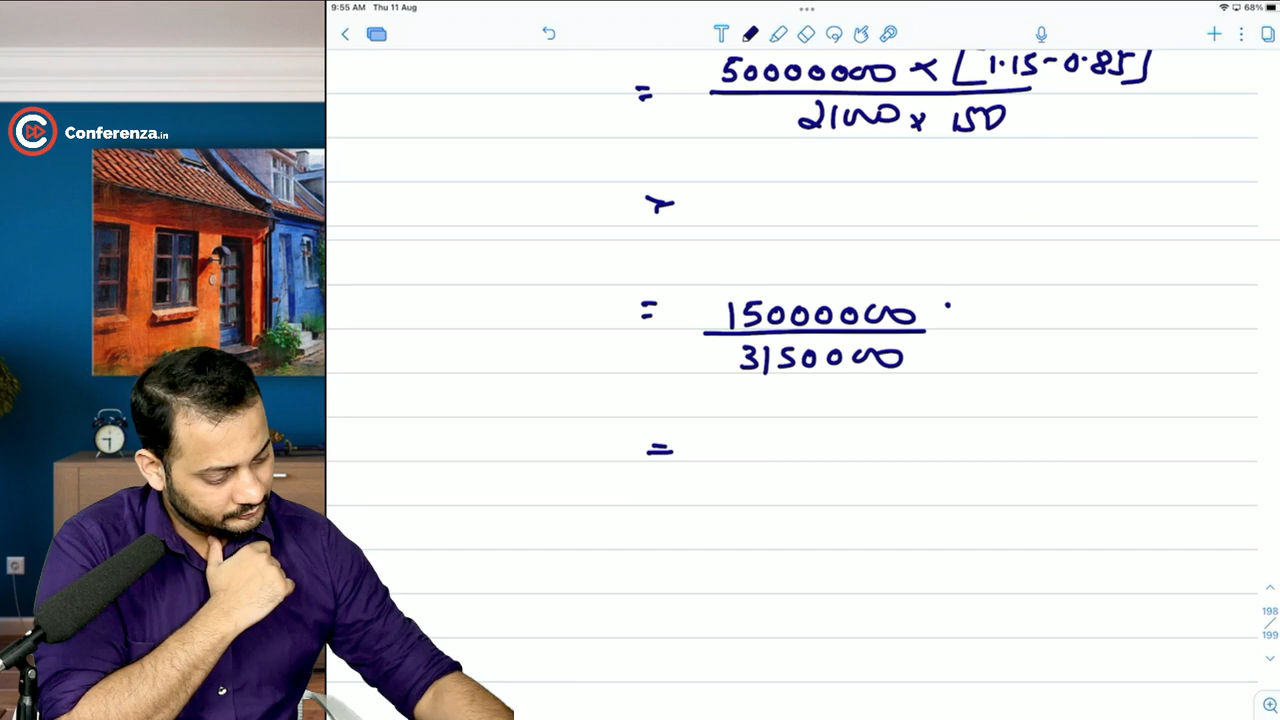 9:55 AM Thu 11 Aug
68%
Conferenza.in
T
= 50000000 × [1.15-0.85]
2100 × 150
= 15000000
3150000
=
198
199